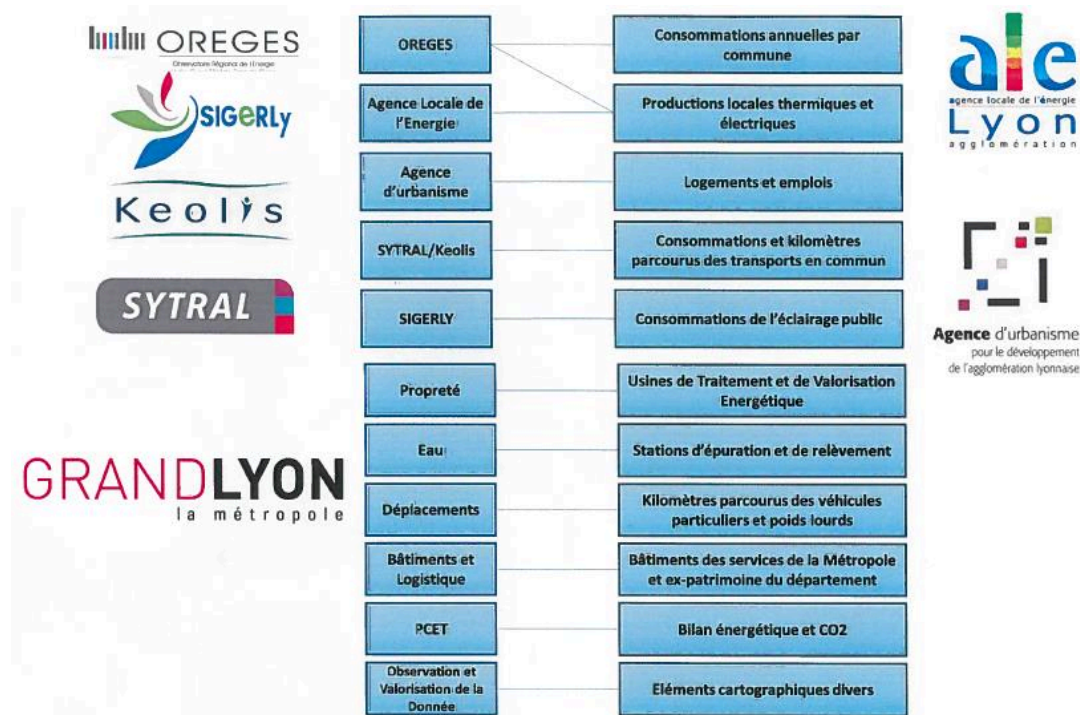 OREGES
Observatoire Régional de l'Energie
SIGERLY
Keolis
SYTRAL
GRANDLYON
la métropole
OREGES
Consommations annuelles par
commune
Agence Locale de
l'Energie
Productions locales thermiques et
électriques
Agence
d'urbanisme
Logements et emplois
SYTRAL/Keolis
Consommations et kilomètres
parcourus des transports en commun
SIGERLY
Consommations de l'éclairage public
Propreté
Usines de Traitement et de Valorisation
Energétique
Eau
Stations d'épuration et de relèvement
Déplacements
Kilomètres parcourus des véhicules
particuliers et poids lourds
Bâtiments et
Logistique
Bâtiments des services de la Métropole
et ex-patrimoine du département
PCET
Bilan énergétique et CO2
Observation et
Valorisation de la
Donnée
Eléments cartographiques divers
ale
agence locale de l'énergie
Lyon
agglomération
Agence d'urbanisme
pour le développement
de l'agglomération lyonnaise